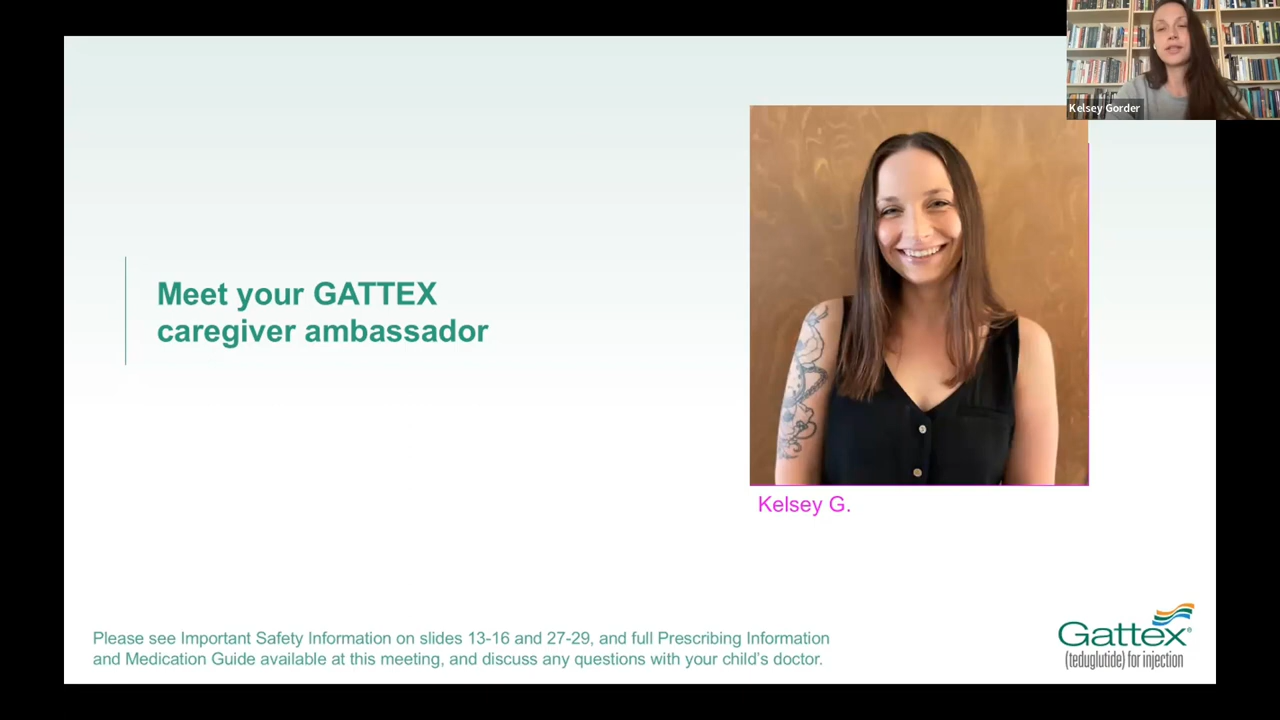 Kelsey Gorder
Meet your GATTEX
caregiver ambassador
Kelsey G.
Please see Important Safety Information on slides 13-16 and 27-29, and full Prescribing Information
and Medication Guide available at this meeting, and discuss any questions with your child’s doctor.
Gattex®
(teduglutide) for injection